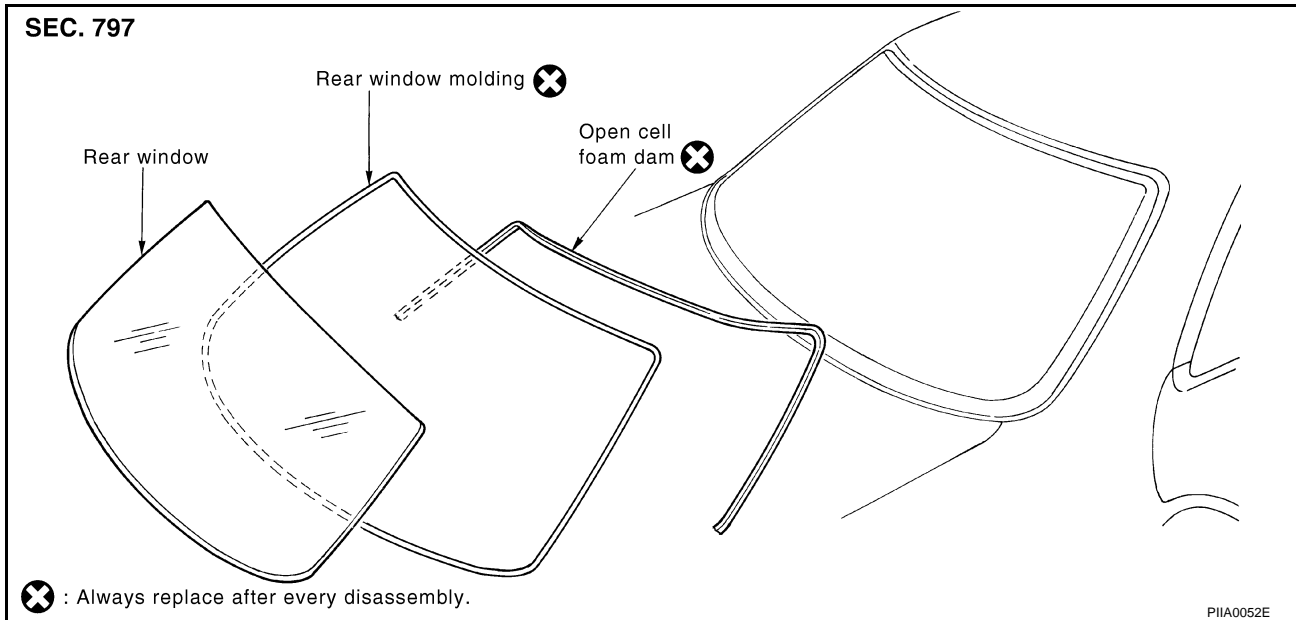 SEC. 797
Rear window molding
Open cell
foam dam
Rear window
: Always replace after every disassembly.
PIIA0052E